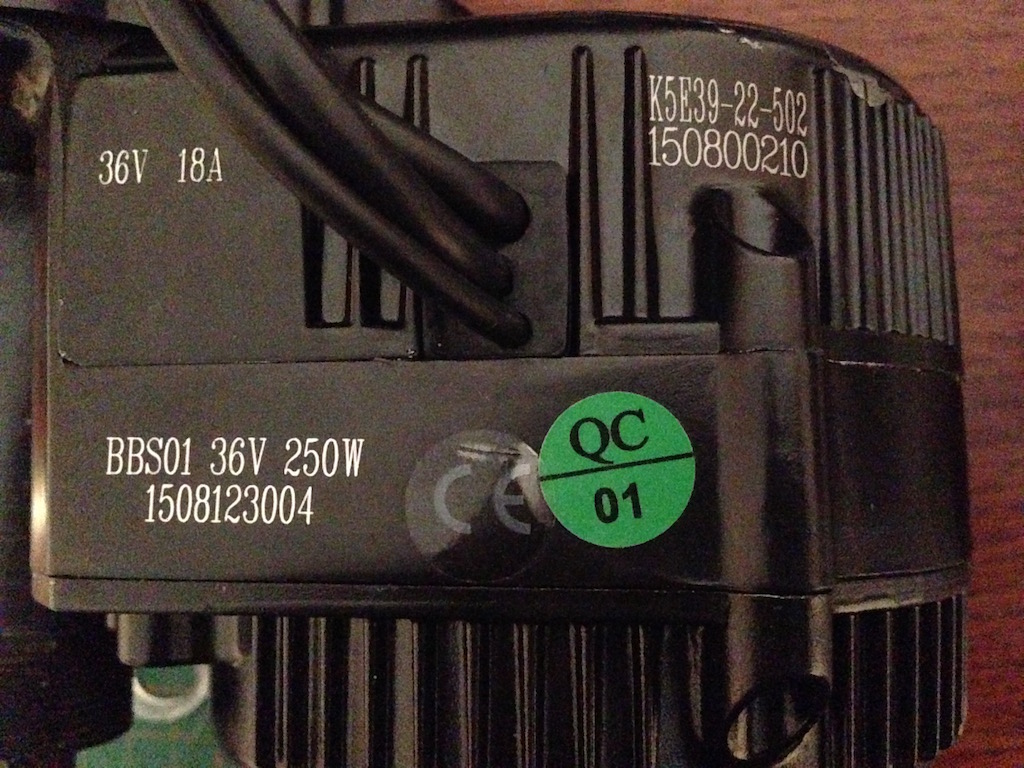 36V 18A
K5E39-22-502
150800210
BBS01 36V 250W
1508123004
CE
QC
01